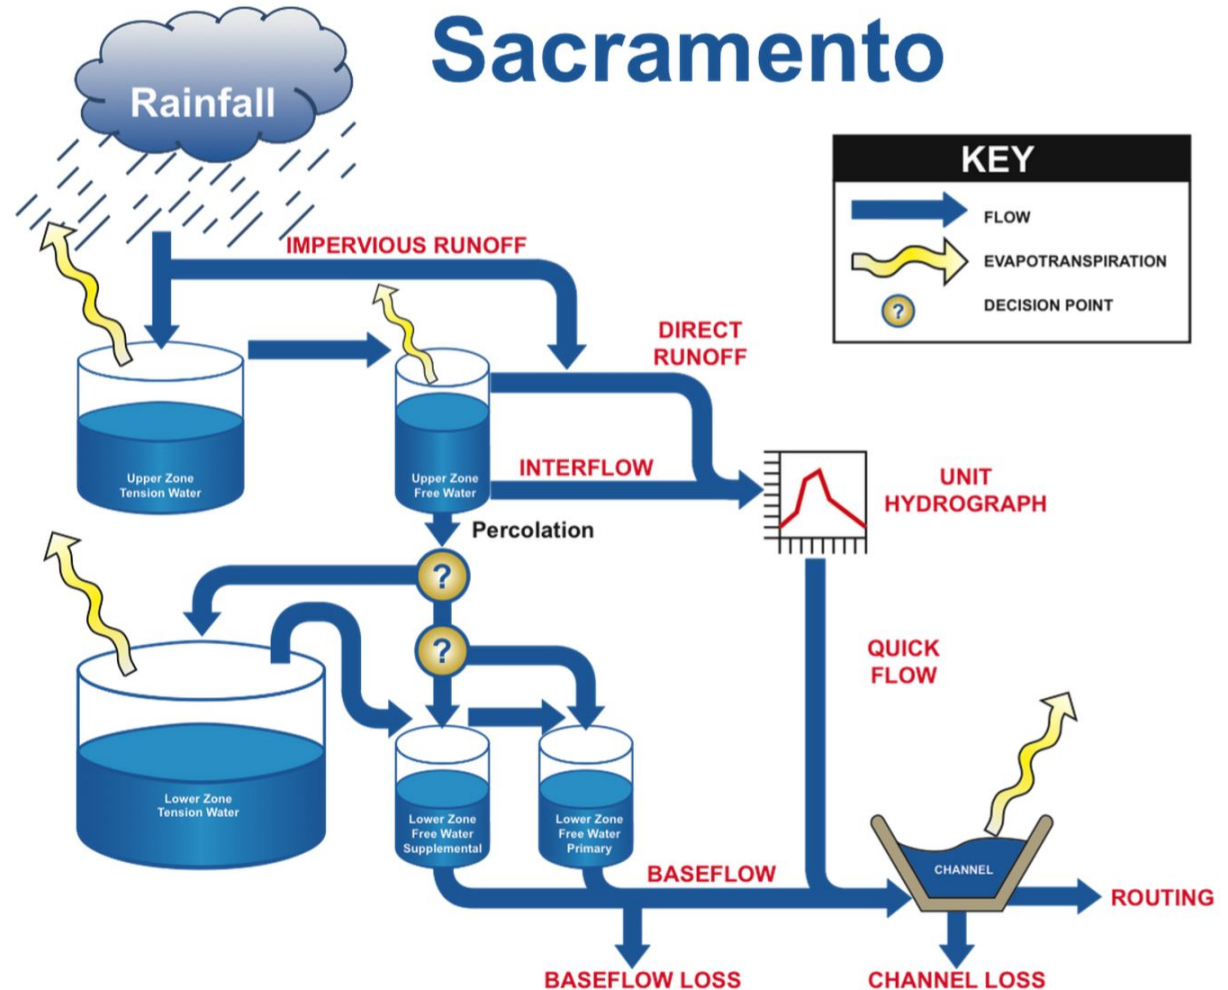 Sacramento
Rainfall
KEY
FLOW
EVAPOTRANSPIRATION
?
DECISION POINT
IMPERVIOUS RUNOFF
DIRECT
RUNOFF
Upper Zone
Tension Water
Upper Zone
Free Water
INTERFLOW
UNIT
HYDROGRAPH
Percolation
?
?
QUICK
FLOW
Lower Zone
Tension Water
Lower Zone
Free Water
Supplemental
Lower Zone
Free Water
Primary
BASEFLOW
CHANNEL
ROUTING
BASEFLOW LOSS
CHANNEL LOSS